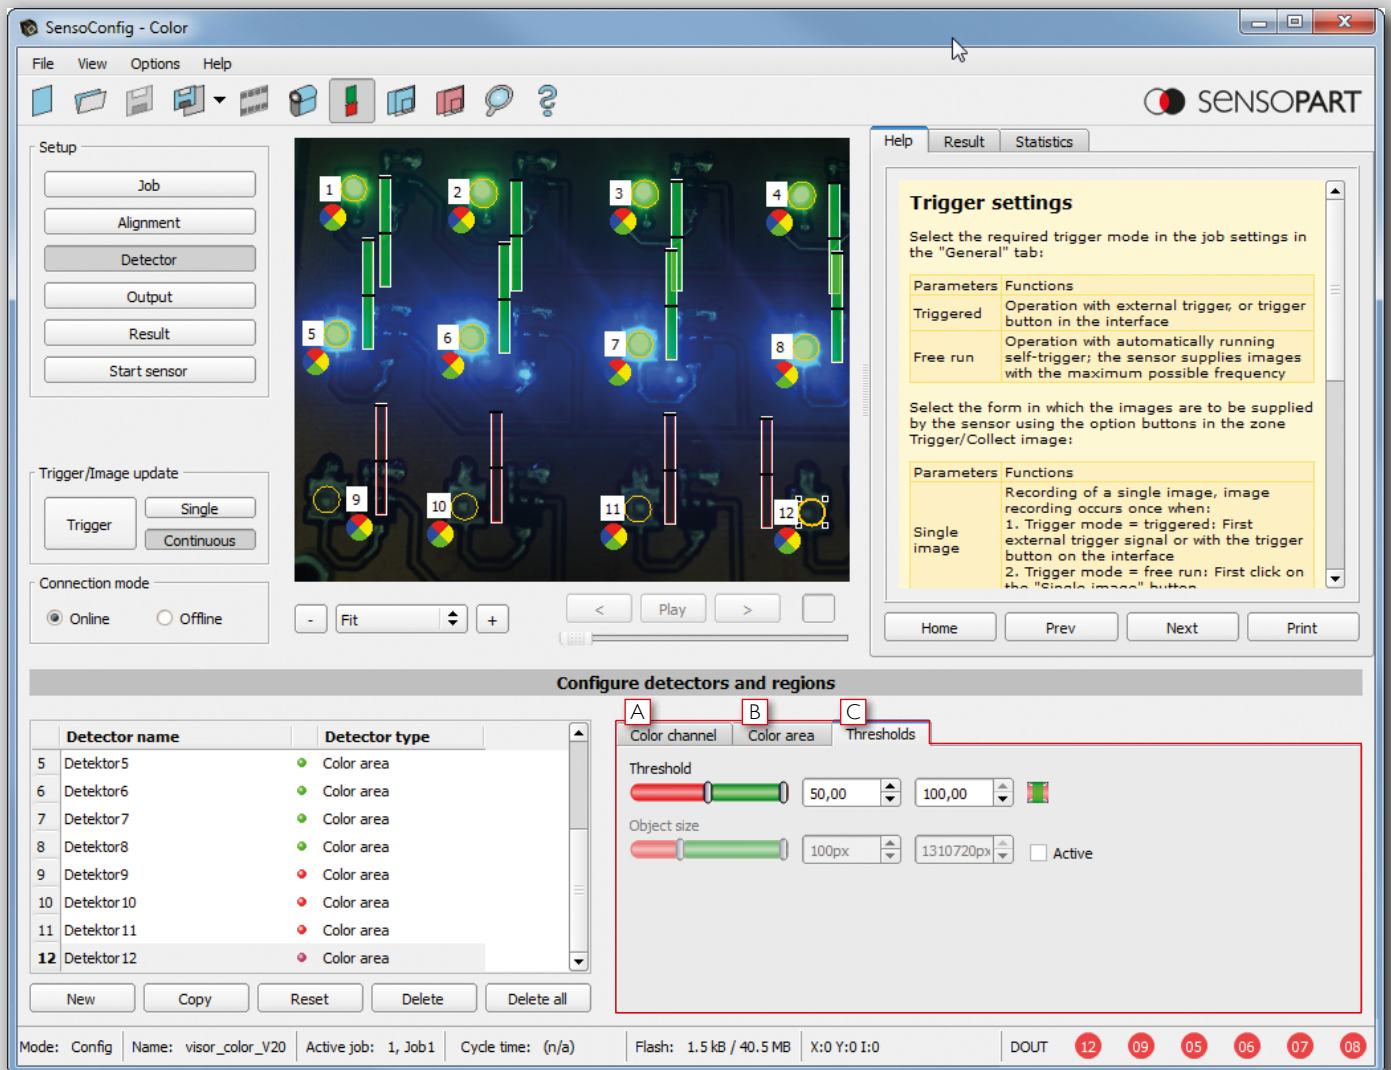 SensoConfig - Color
File View Options Help
SENSOPART
Setup
Job
Alignment
Detector
Output
Result
Start sensor
Trigger/Image update
Trigger
Single
Continuous
Connection mode
Online Offline
1 2 3 4
5 6 7 8
9 10 11 12
- Fit +
< Play >
Help Result Statistics
Trigger settings
Select the required trigger mode in the job settings in
the "General" tab:
Parameters Functions
Triggered Operation with external trigger, or trigger
button in the interface
Free run Operation with automatically running
self-trigger; the sensor supplies images
with the maximum possible frequency
Select the form in which the images are to be supplied
by the sensor using the option buttons in the zone
Trigger/Collect image:
Parameters Functions
Single
image
Recording of a single image, image
recording occurs once when:
1. Trigger mode = triggered: First
external trigger signal or with the trigger
button on the interface
2. Trigger mode = free run: First click on
the "Single image" button
Home Prev Next Print
Configure detectors and regions
Detector name Detector type
5 Detektor5 Color area
6 Detektor6 Color area
7 Detektor7 Color area
8 Detektor8 Color area
9 Detektor9 Color area
10 Detektor10 Color area
11 Detektor11 Color area
12 Detektor12 Color area
New Copy Reset Delete Delete all
A B C
Color channel Color area Thresholds
Threshold
50,00 100,00
Object size
100px 1310720px Active
Mode: Config Name: visor_color_V20 Active job: 1, Job1 Cycle time: (n/a) Flash: 1.5 kB / 40.5 MB X:0 Y:0 I:0 DOUT 12 09 05 06 07 08